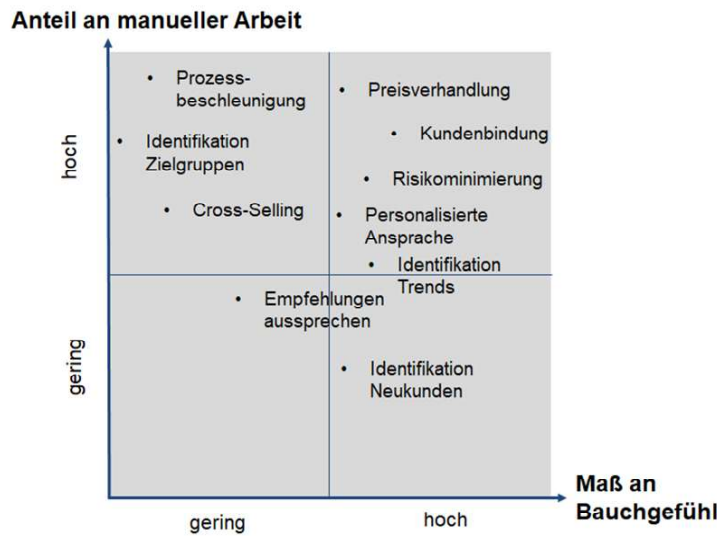 Anteil an manueller Arbeit
• Prozess-
beschleunigung
• Preisverhandlung
• Kundenbindung
• Identifikation
Zielgruppen
hoch
• Risikominimierung
• Cross-Selling
• Personalisierte
Ansprache
• Identifikation
Trends
• Empfehlungen
aussprechen
gering
• Identifikation
Neukunden
Maß an
Bauchgefühl
gering
hoch